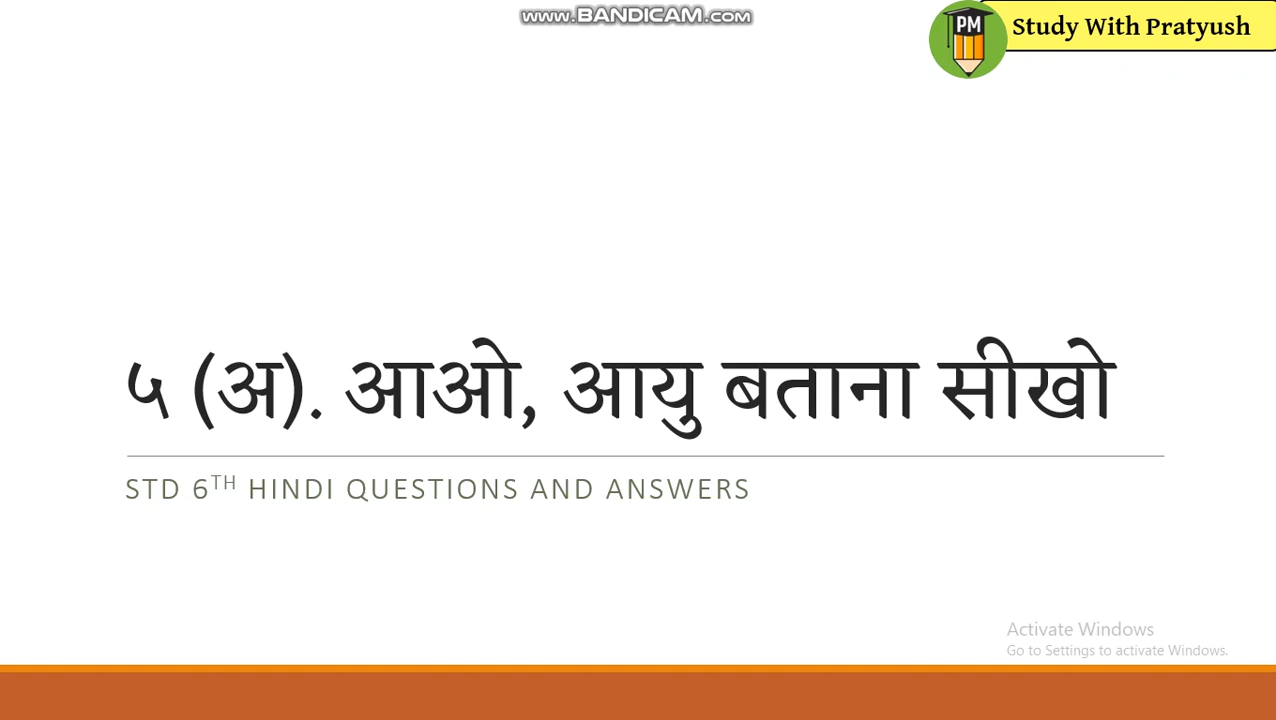 www.BANDICAM.com
PM
Study With Pratyush
५ (अ). आओ, आयु बताना सीखो
STD 6TH HINDI QUESTIONS AND ANSWERS
Activate Windows
Go to Settings to activate Windows.